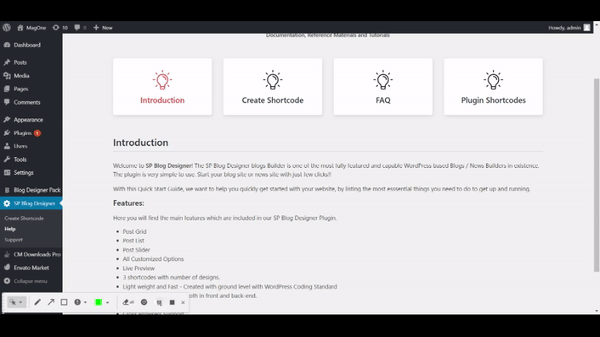 MagOne 10 0 + New
Howdy, admin
Dashboard
Posts
Media
Pages
Comments
Appearance
Plugins 1
Users
Tools
Settings
Blog Designer Pack
SP Blog Designer
Create Shortcode
Help
Support
CM Downloads Pro
Envato Market
Collapse menu
Documentation, Reference Materials and Tutorials
Introduction
Create Shortcode
FAQ
Plugin Shortcodes
Introduction
Welcome to SP Blog Designer! The SP Blog Designer blogs Builder is one of the most fully featured and capable WordPress based Blogs / News Builders in existence.
The plugin is very simple to use. Start your blog site or news site with just few clicks!!
With this Quick Start Guide, we want to help you quickly get started with your website, by listing the most essential things you need to do to get up and running.
Features:
Here you will find the main features which are included in our SP Blog Designer Plugin.
Post Grid
Post List
Post Slider
All Customized Options
Live Preview
3 shortcodes with number of designs.
Light weight and Fast - Created with ground level with WordPress Coding Standard
oth in front and back-end.